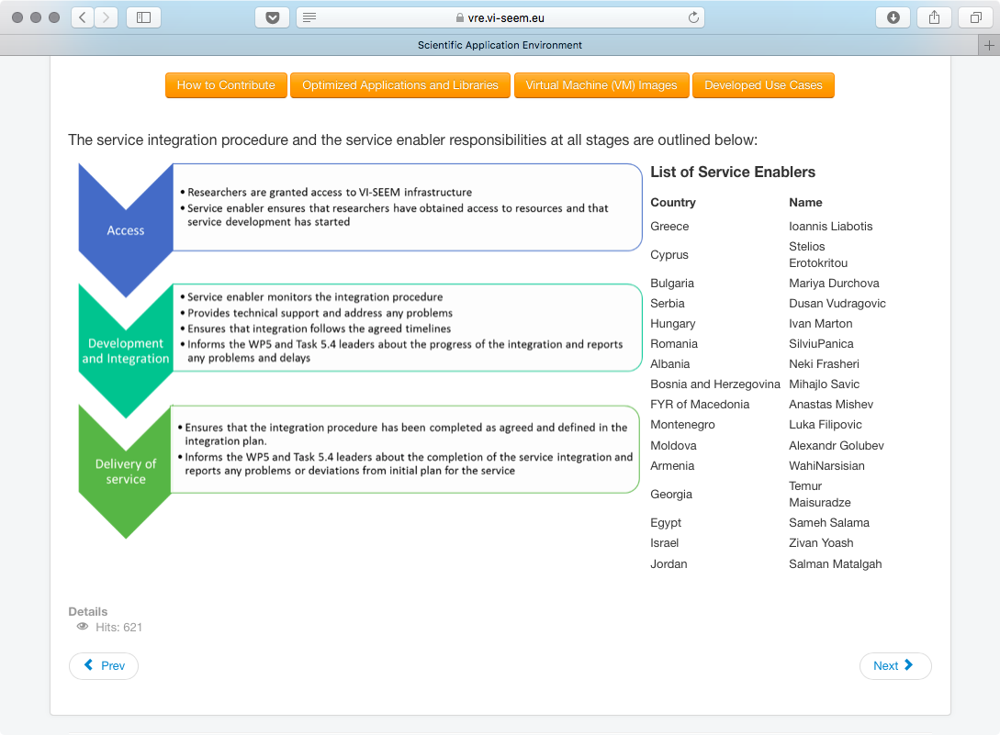 vre.vi-seem.eu
Scientific Application Environment
How to Contribute
Optimized Applications and Libraries
Virtual Machine (VM) Images
Developed Use Cases
The service integration procedure and the service enabler responsibilities at all stages are outlined below:
Access
• Researchers are granted access to VI-SEEM infrastructure
• Service enabler ensures that researchers have obtained access to resources and that
service development has started
Development
and Integration
• Service enabler monitors the integration procedure
• Provides technical support and address any problems
• Ensures that integration follows the agreed timelines
• Informs the WP5 and Task 5.4 leaders about the progress of the integration and reports
any problems and delays
Delivery of
service
• Ensures that the integration procedure has been completed as agreed and defined in the
integration plan.
• Informs the WP5 and Task 5.4 leaders about the completion of the service integration and
reports any problems or deviations from initial plan for the service
List of Service Enablers
Country Name
Greece Ioannis Liabotis
Cyprus Stelios
Erotokritou
Bulgaria Mariya Durchova
Serbia Dusan Vudragovic
Hungary Ivan Marton
Romania SilviuPanica
Albania Neki Frasheri
Bosnia and Herzegovina Mihajlo Savic
FYR of Macedonia Anastas Mishev
Montenegro Luka Filipovic
Moldova Alexandr Golubev
Armenia WahiNarsisian
Georgia Temur
Maisuradze
Egypt Sameh Salama
Israel Zivan Yoash
Jordan Salman Matalgah
Details
Hits: 621
Prev
Next